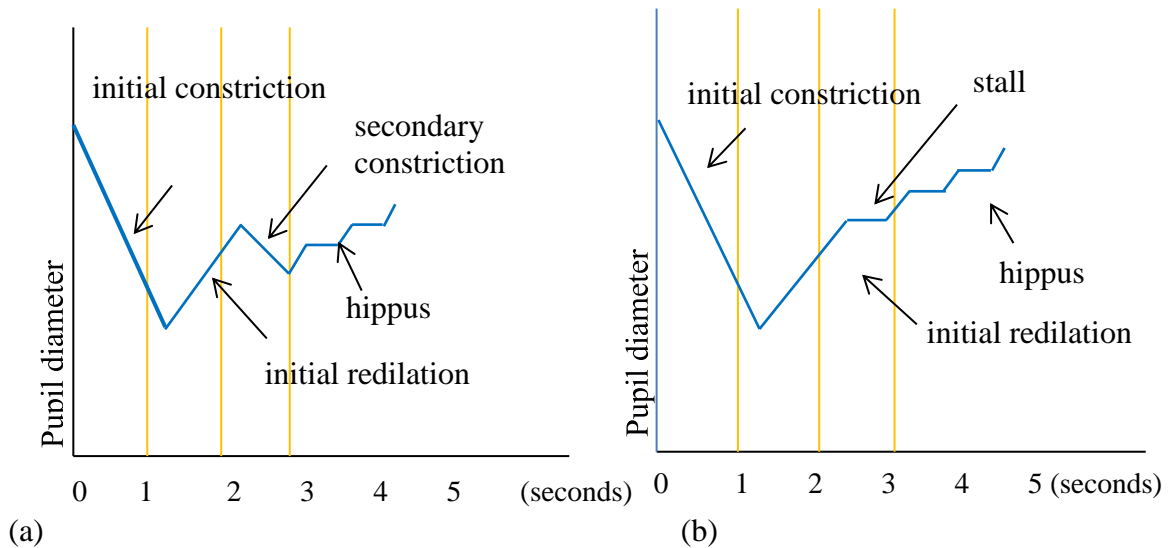 initial constriction
secondary
constriction
hippus
initial redilation
Pupil diameter
0 1 2 3 4 5 (seconds)
(a)
initial constriction
stall
hippus
initial redilation
Pupil diameter
0 1 2 3 4 5 (seconds)
(b)